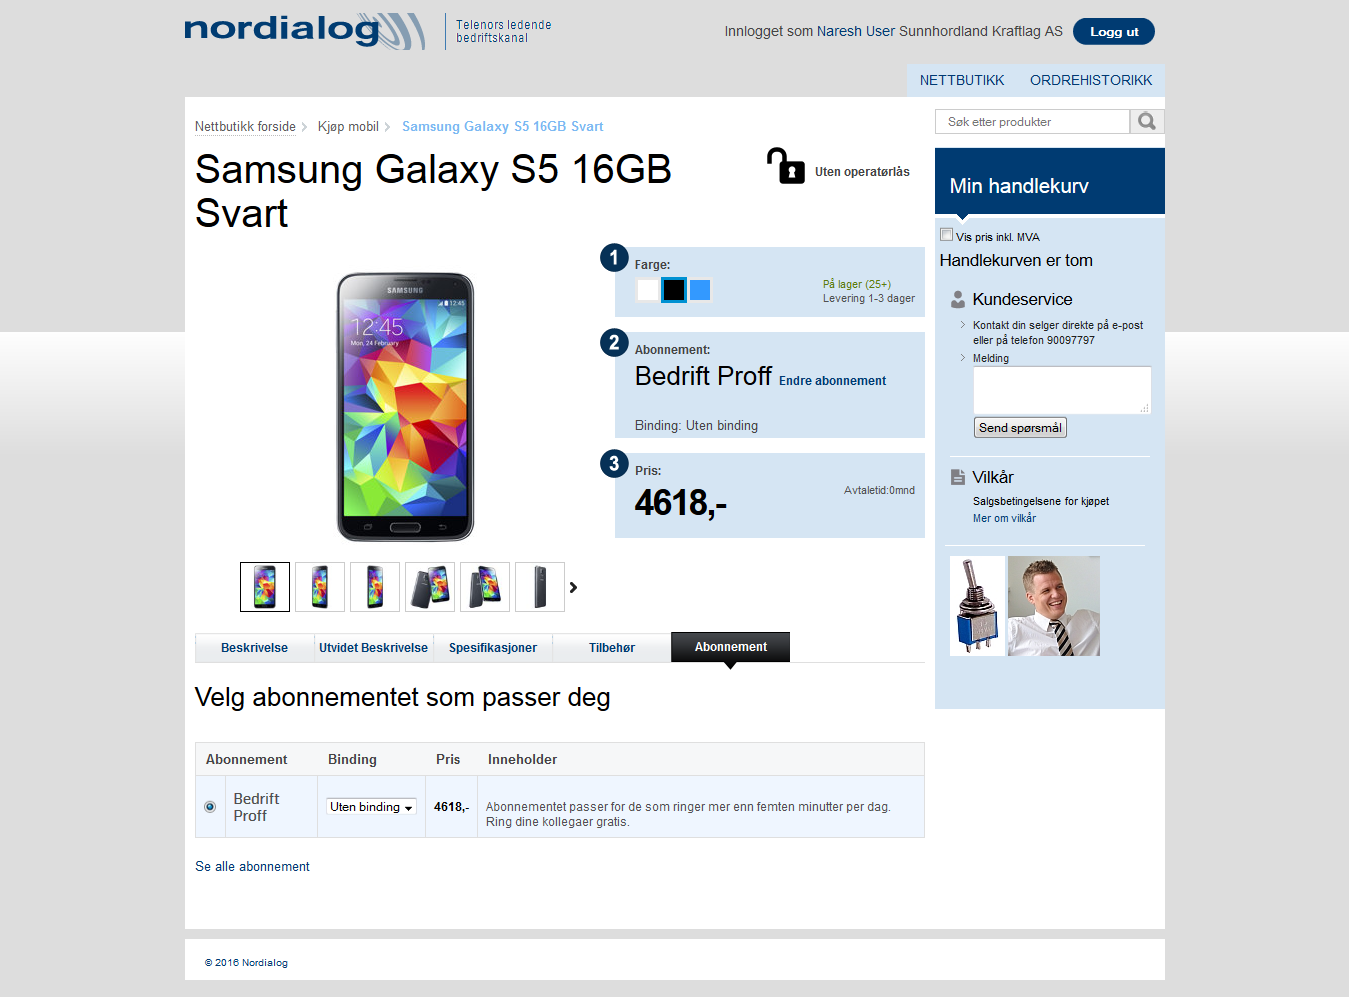 nordialog
Telenors ledende
bedriftskanal
Innlogget som Naresh User Sunnhordland Kraftlag AS
Logg ut
NETTBUTIKK
ORDREHISTORIKK
Nettbutikk forside
Kjøp mobil
Samsung Galaxy S5 16GB Svart
Søk etter produkter
Samsung Galaxy S5 16GB
Svart
Uten operatørlås
SAMSUNG
12:45
12:45
Mon, 24 February
1
Farge:
På lager (25+)
Levering 1-3 dager
2
Abonnement:
Bedrift Proff Endre abonnement
Binding: Uten binding
3
Pris:
4618,-
Avtaletid:0mnd
Min handlekurv
Vis pris inkl. MVA
Handlekurven er tom
Kundeservice
Kontakt din selger direkte på e-post
eller på telefon 90097797
Melding
Send spørsmål
Vilkår
Salgsbetingelsene for kjøpet
Mer om vilkår
Beskrivelse
Utvidet Beskrivelse
Spesifikasjoner
Tilbehør
Abonnement
Velg abonnementet som passer deg
Abonnement
Binding
Pris
Inneholder
Bedrift
Proff
Uten binding
4618,-
Abonnementet passer for de som ringer mer enn femten minutter per dag.
Ring dine kollegaer gratis.
Se alle abonnement
© 2016 Nordialog